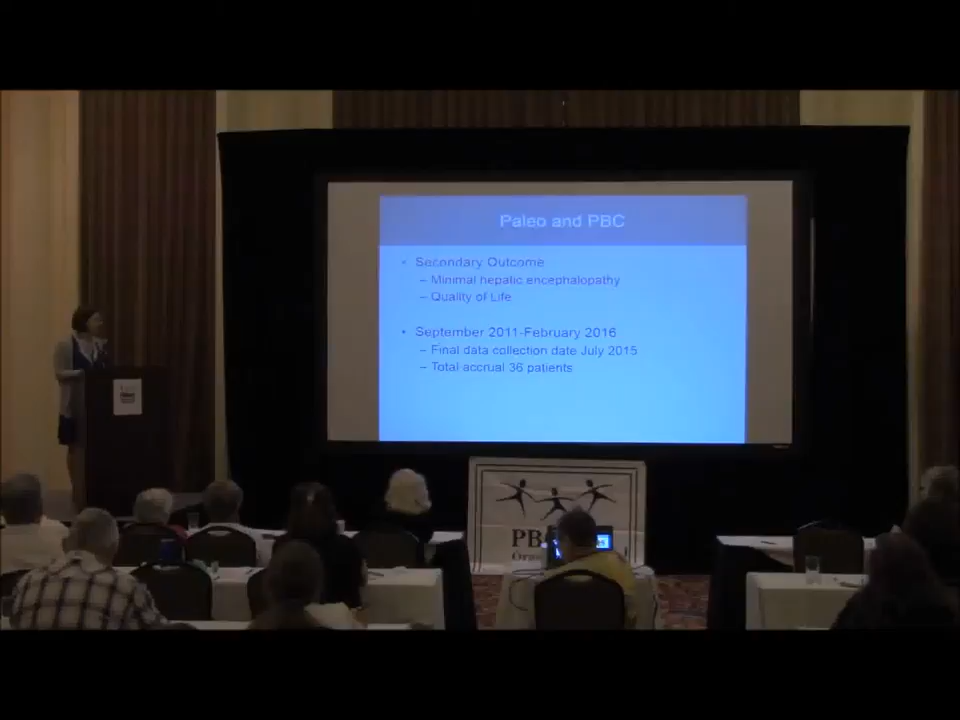 Paleo and PBC
• Secondary Outcome
– Minimal hepatic encephalopathy
– Quality of Life
• September 2011-February 2016
– Final data collection date July 2015
– Total accrual 36 patients
PBC